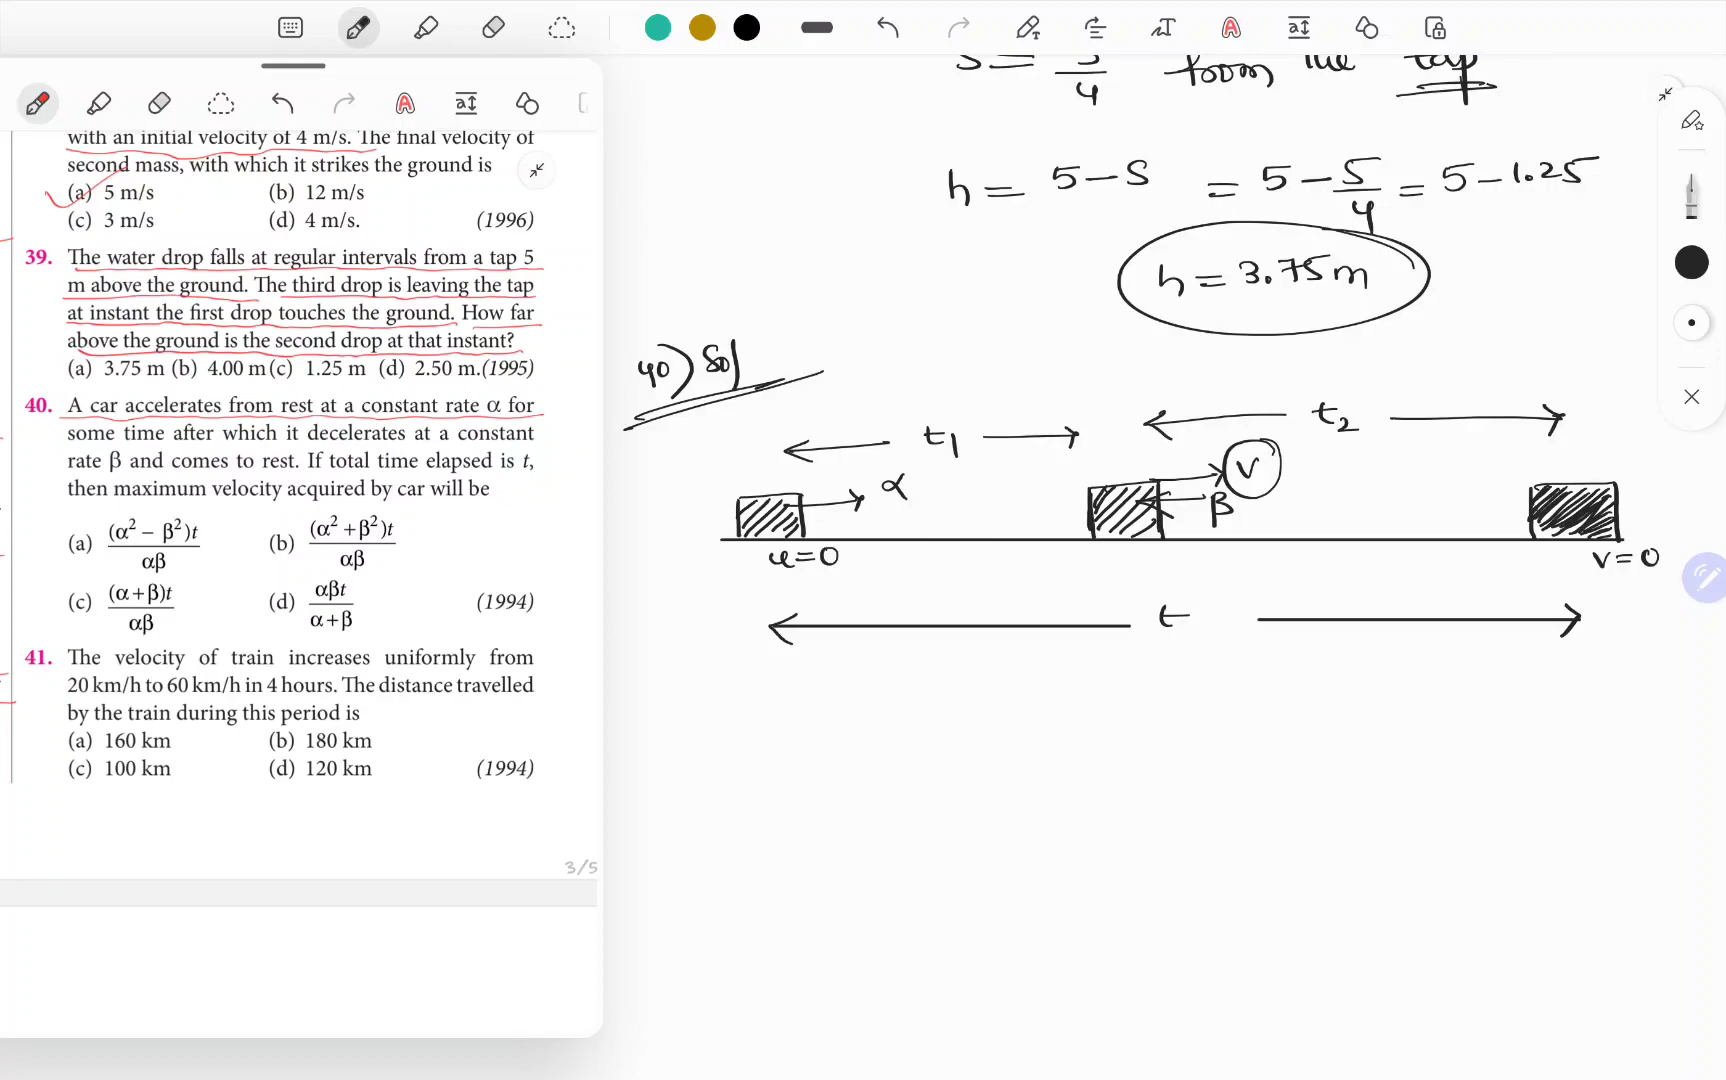 with an initial velocity of 4 m/s. The final velocity of
second mass, with which it strikes the ground is
(a) 5 m/s (b) 12 m/s
(c) 3 m/s (d) 4 m/s. (1996)
39. The water drop falls at regular intervals from a tap 5
m above the ground. The third drop is leaving the tap
at instant the first drop touches the ground. How far
above the ground is the second drop at that instant?
(a) 3.75 m (b) 4.00 m (c) 1.25 m (d) 2.50 m. (1995)
40. A car accelerates from rest at a constant rate α for
some time after which it decelerates at a constant
rate β and comes to rest. If total time elapsed is t,
then maximum velocity acquired by car will be
(a) (α² − β²)t / αβ (b) (α² + β²)t / αβ
(c) (α + β)t / αβ (d) αβt / α + β (1994)
41. The velocity of train increases uniformly from
20 km/h to 60 km/h in 4 hours. The distance travelled
by the train during this period is
(a) 160 km (b) 180 km
(c) 100 km (d) 120 km (1994)
3/5
S = 5/4 from the tap
h = 5 − S = 5 − 5/4 = 5 − 1.25
h = 3.75 m
40) Sol
t₁ t₂
α V
β
u = 0 v = 0
t